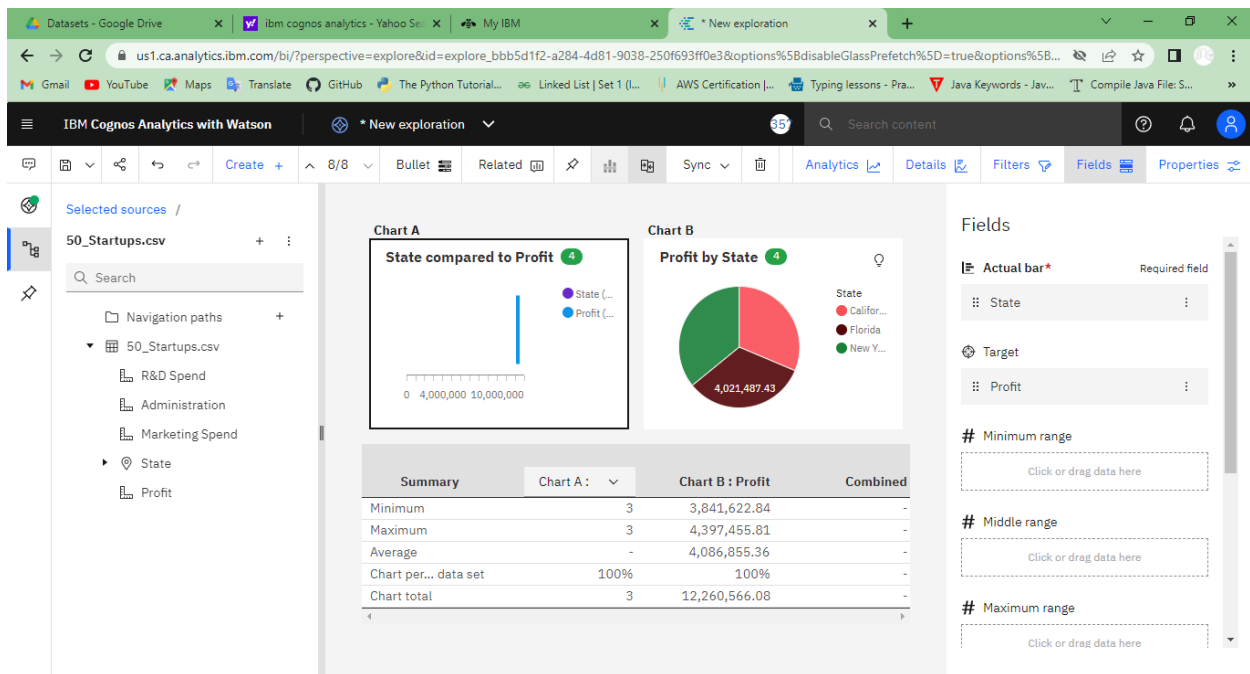 Datasets - Google Drive ibm cognos analytics - Yahoo Sea My IBM * New exploration
us1.ca.analytics.ibm.com/bi/?perspective=explore&id=explore_bbb5d1f2-a284-4d81-9038-250f693ff0e3&options%5BdisableGlassPrefetch%5D=true&options%5B...
Gmail YouTube Maps Translate GitHub The Python Tutorial... Linked List | Set 1 (I... AWS Certification |... Typing lessons - Pra... Java Keywords - Jav... Compile Java File: S... »
IBM Cognos Analytics with Watson * New exploration 35 Search content
Create + 8/8 Bullet Related Sync Analytics Details Filters Fields Properties
Selected sources /
50_Startups.csv
Search
Navigation paths
50_Startups.csv
R&D Spend
Administration
Marketing Spend
State
Profit
Chart A
State compared to Profit 4
State (...
Profit (...
0 4,000,000 10,000,000
Chart B
Profit by State 4
State
Califor...
Florida
New Y...
4,021,487.43
Summary Chart A : Chart B : Profit Combined
Minimum 3 3,841,622.84 -
Maximum 3 4,397,455.81 -
Average - 4,086,855.36 -
Chart per... data set 100% 100% -
Chart total 3 12,260,566.08 -
Fields
Actual bar* Required field
State
Target
Profit
# Minimum range
Click or drag data here
# Middle range
Click or drag data here
# Maximum range
Click or drag data here